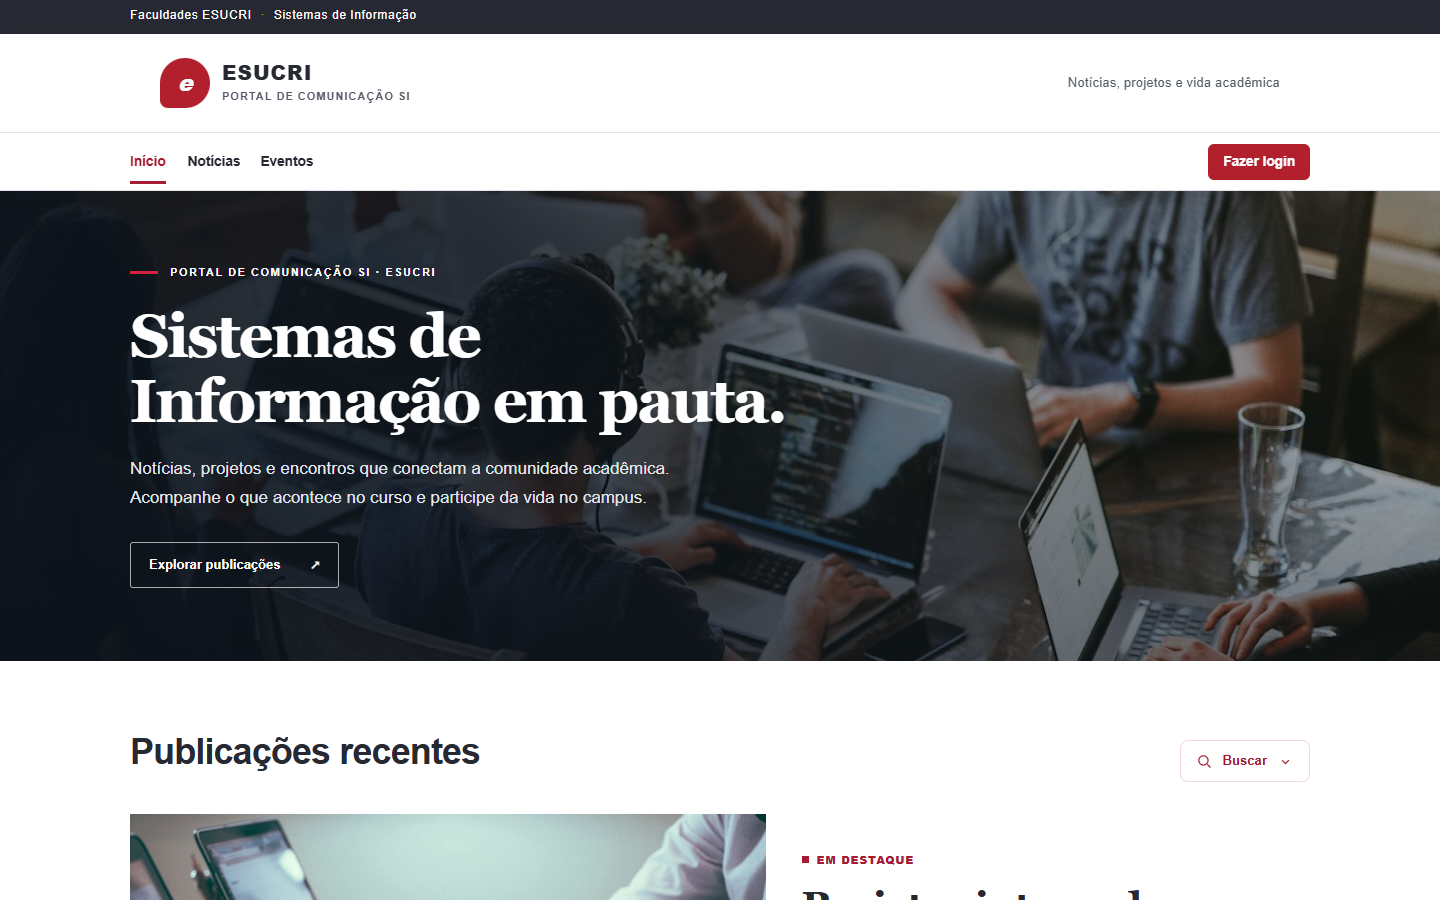 Faculdades ESUCRI · Sistemas de Informação
e
ESUCRI
PORTAL DE COMUNICAÇÃO SI
Notícias, projetos e vida acadêmica
Início
Notícias
Eventos
Fazer login
PORTAL DE COMUNICAÇÃO SI • ESUCRI
Sistemas de
Informação em pauta.
Notícias, projetos e encontros que conectam a comunidade acadêmica.
Acompanhe o que acontece no curso e participe da vida no campus.
Explorar publicações ↗
Publicações recentes
Buscar
EM DESTAQUE